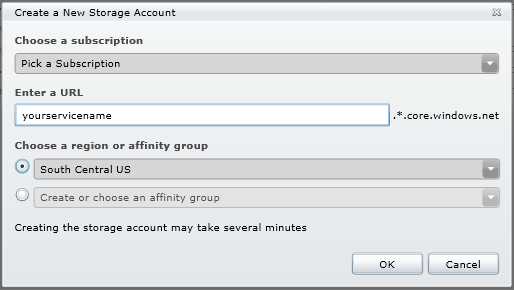 Create a New Storage Account
Choose a subscription
Pick a Subscription
Enter a URL
yourservicename .*.core.windows.net
Choose a region or affinity group
South Central US
Create or choose an affinity group
Creating the storage account may take several minutes
OK Cancel